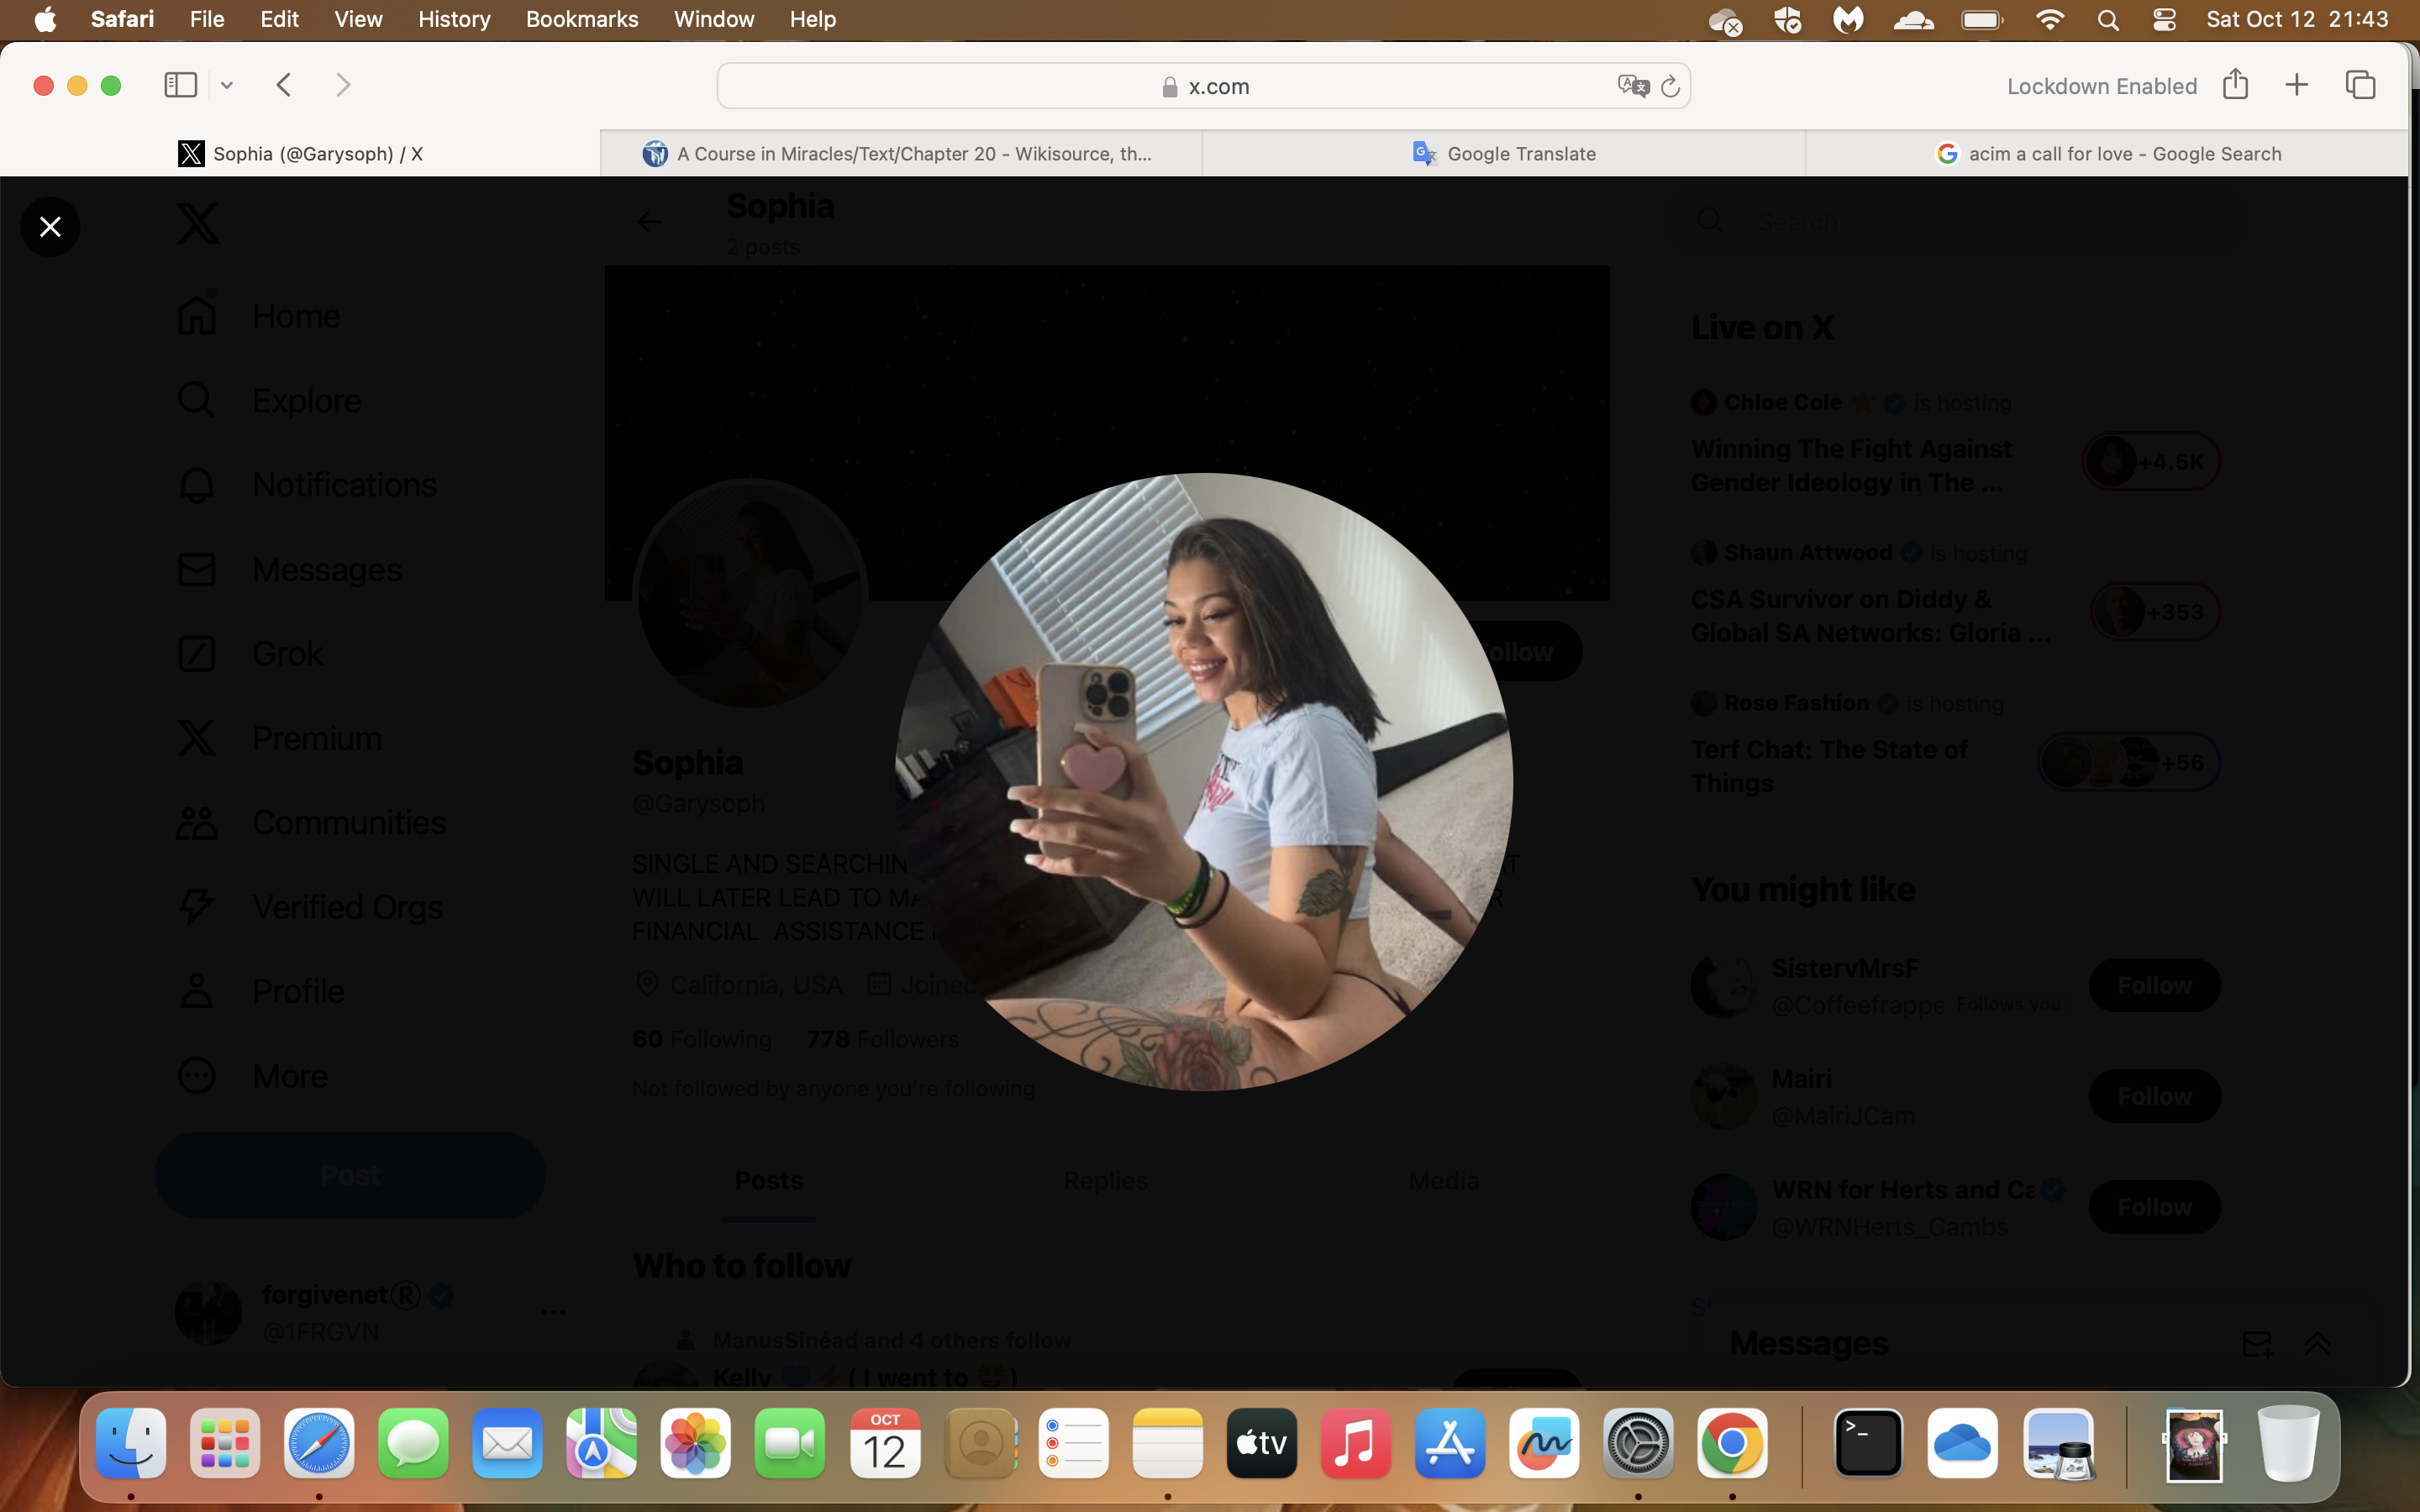 Safari File Edit View History Bookmarks Window Help
Sat Oct 12 21:43
x.com
Lockdown Enabled
Sophia (@Garysoph) / X
A Course in Miracles/Text/Chapter 20 - Wikisource, th...
Google Translate
acim a call for love - Google Search
Sophia
2 posts
Search
Home
Explore
Notifications
Messages
Grok
Premium
Communities
Verified Orgs
Profile
More
Post
forgivenet®
@1FRGVN
Follow
Sophia
@Garysoph
SINGLE AND SEARCHIN
WILL LATER LEAD TO MA
FINANCIAL ASSISTANCE
California, USA Joined
60 Following 778 Followers
Not followed by anyone you're following
Posts Replies Media
Who to follow
ManusSinéad and 4 others follow
Kelly ( I went to )
Live on X
Chloe Cole is hosting
Winning The Fight Against
Gender Ideology in The ...
+4.5K
Shaun Attwood is hosting
CSA Survivor on Diddy &
Global SA Networks: Gloria ...
+353
Rose Fashion is hosting
Terf Chat: The State of
Things
+56
You might like
SistervMrsF
@Coffeefrappe Follows you
Follow
Mairi
@MairiJCam
Follow
WRN for Herts and Ca
@WRNHerts_Cambs
Follow
Messages
OCT
12
tv